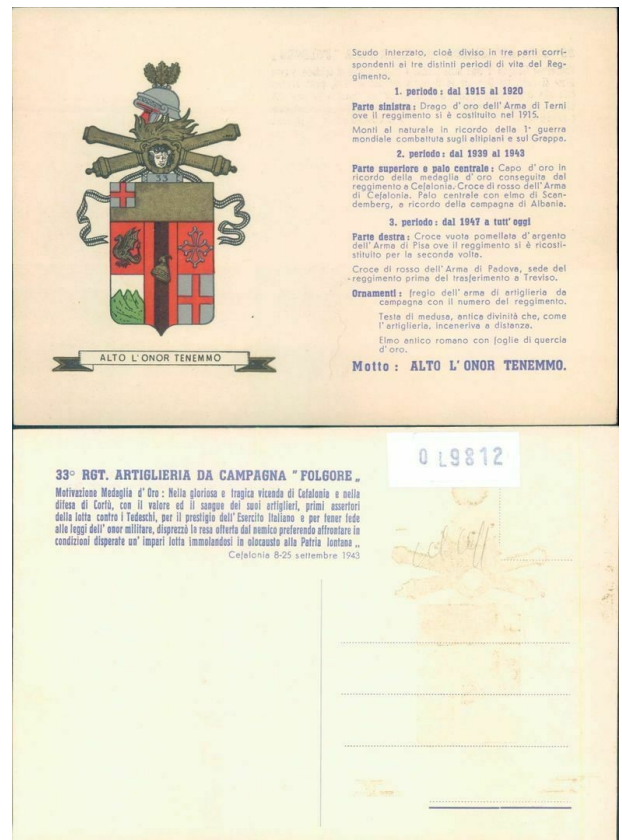 Scudo interzato, cioè diviso in tre parti corri-
spondenti ai tre distinti periodi di vita del Reg-
gimento.
1. periodo : dal 1915 al 1920
Parte sinistra : Drago d'oro dell'Arma di Terni
ove il reggimento si è costituito nel 1915.
Monti al naturale in ricordo della 1ª guerra
mondiale combattuta sugli altipiani e sul Grappa.
2. periodo : dal 1939 al 1943
Parte superiore e palo centrale : Capo d'oro in
ricordo della medaglia d'oro conseguita dal
reggimento a Cefalonia. Croce di rosso dell'Arma
di Cefalonia. Palo centrale con elmo di Scan-
demberg, a ricordo della campagna di Albania.
3. periodo : dal 1947 a tutt'oggi
Parte destra : Croce vuota pomellata d'argento
dell'Arma di Pisa ove il reggimento si è ricosti-
stituito per la seconda volta.
Croce di rosso dell'Arma di Padova, sede del
reggimento prima del trasferimento a Treviso.
Ornamenti : fregio dell'arma di artiglieria da
campagna con il numero del reggimento.
Testa di medusa, antica divinità che, come
l'artiglieria, inceneriva a distanza.
Elmo antico romano con foglie di quercia
d'oro.
Motto : ALTO L'ONOR TENEMMO.
33
ALTO L'ONOR TENEMMO
0 L9812
33° RGT. ARTIGLIERIA DA CAMPAGNA "FOLGORE„
Motivazione Medaglia d'Oro : Nella gloriosa e tragica vicenda di Cefalonia e nella
difesa di Corfù, con il valore ed il sangue dei suoi artiglieri, primi assertori
della lotta contro i Tedeschi, per il prestigio dell'Esercito Italiano e per tener fede
alle leggi dell'onor militare, disprezzò la resa offerta dal nemico preferendo affrontare in
condizioni disperate un'impari lotta immolandosi in olocausto alla Patria lontana „
Cefalonia 8-25 settembre 1943